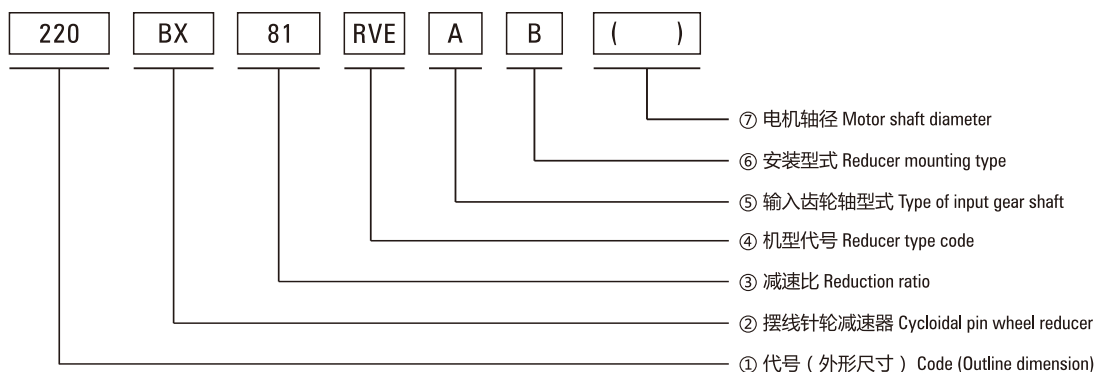 220 BX 81 RVE A B ( )
⑦ 电机轴径 Motor shaft diameter
⑥ 安装型式 Reducer mounting type
⑤ 输入齿轮轴型式 Type of input gear shaft
④ 机型代号 Reducer type code
③ 减速比 Reduction ratio
② 摆线针轮减速器 Cycloidal pin wheel reducer
① 代号（外形尺寸） Code (Outline dimension)